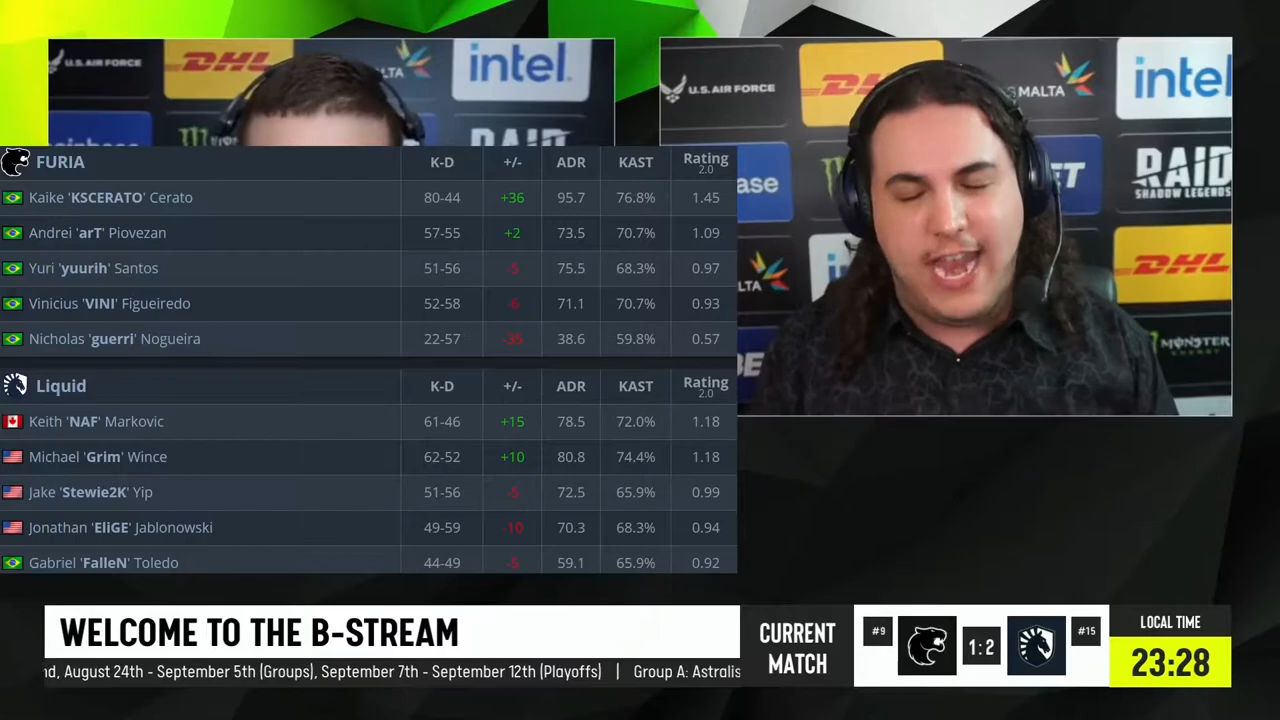 U.S. AIR FORCE
DHL
LTA
intel.
U.S. AIR FORCE
MALTA
intel
RAID
RAID
SHADOW LEGENDS
DHL
MONSTER
ENERGY
FURIA K-D +/- ADR KAST Rating 2.0
Kaike 'KSCERATO' Cerato 80-44 +36 95.7 76.8% 1.45
Andrei 'arT' Piovezan 57-55 +2 73.5 70.7% 1.09
Yuri 'yuurih' Santos 51-56 -5 75.5 68.3% 0.97
Vinicius 'VINI' Figueiredo 52-58 -6 71.1 70.7% 0.93
Nicholas 'guerri' Nogueira 22-57 -35 38.6 59.8% 0.57
Liquid K-D +/- ADR KAST Rating 2.0
Keith 'NAF' Markovic 61-46 +15 78.5 72.0% 1.18
Michael 'Grim' Wince 62-52 +10 80.8 74.4% 1.18
Jake 'Stewie2K' Yip 51-56 -5 72.5 65.9% 0.99
Jonathan 'EliGE' Jablonowski 49-59 -10 70.3 68.3% 0.94
Gabriel 'FalleN' Toledo 44-49 -5 59.1 65.9% 0.92
WELCOME TO THE B-STREAM
nd, August 24th - September 5th (Groups), September 7th - September 12th (Playoffs) | Group A: Astralis
CURRENT
MATCH
#9 1:2 #15
LOCAL TIME
23:28